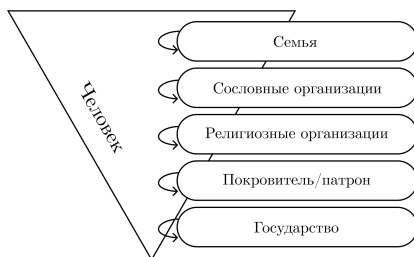 Человек
Семья
Сословные организации
Религиозные организации
Покровитель/патрон
Государство